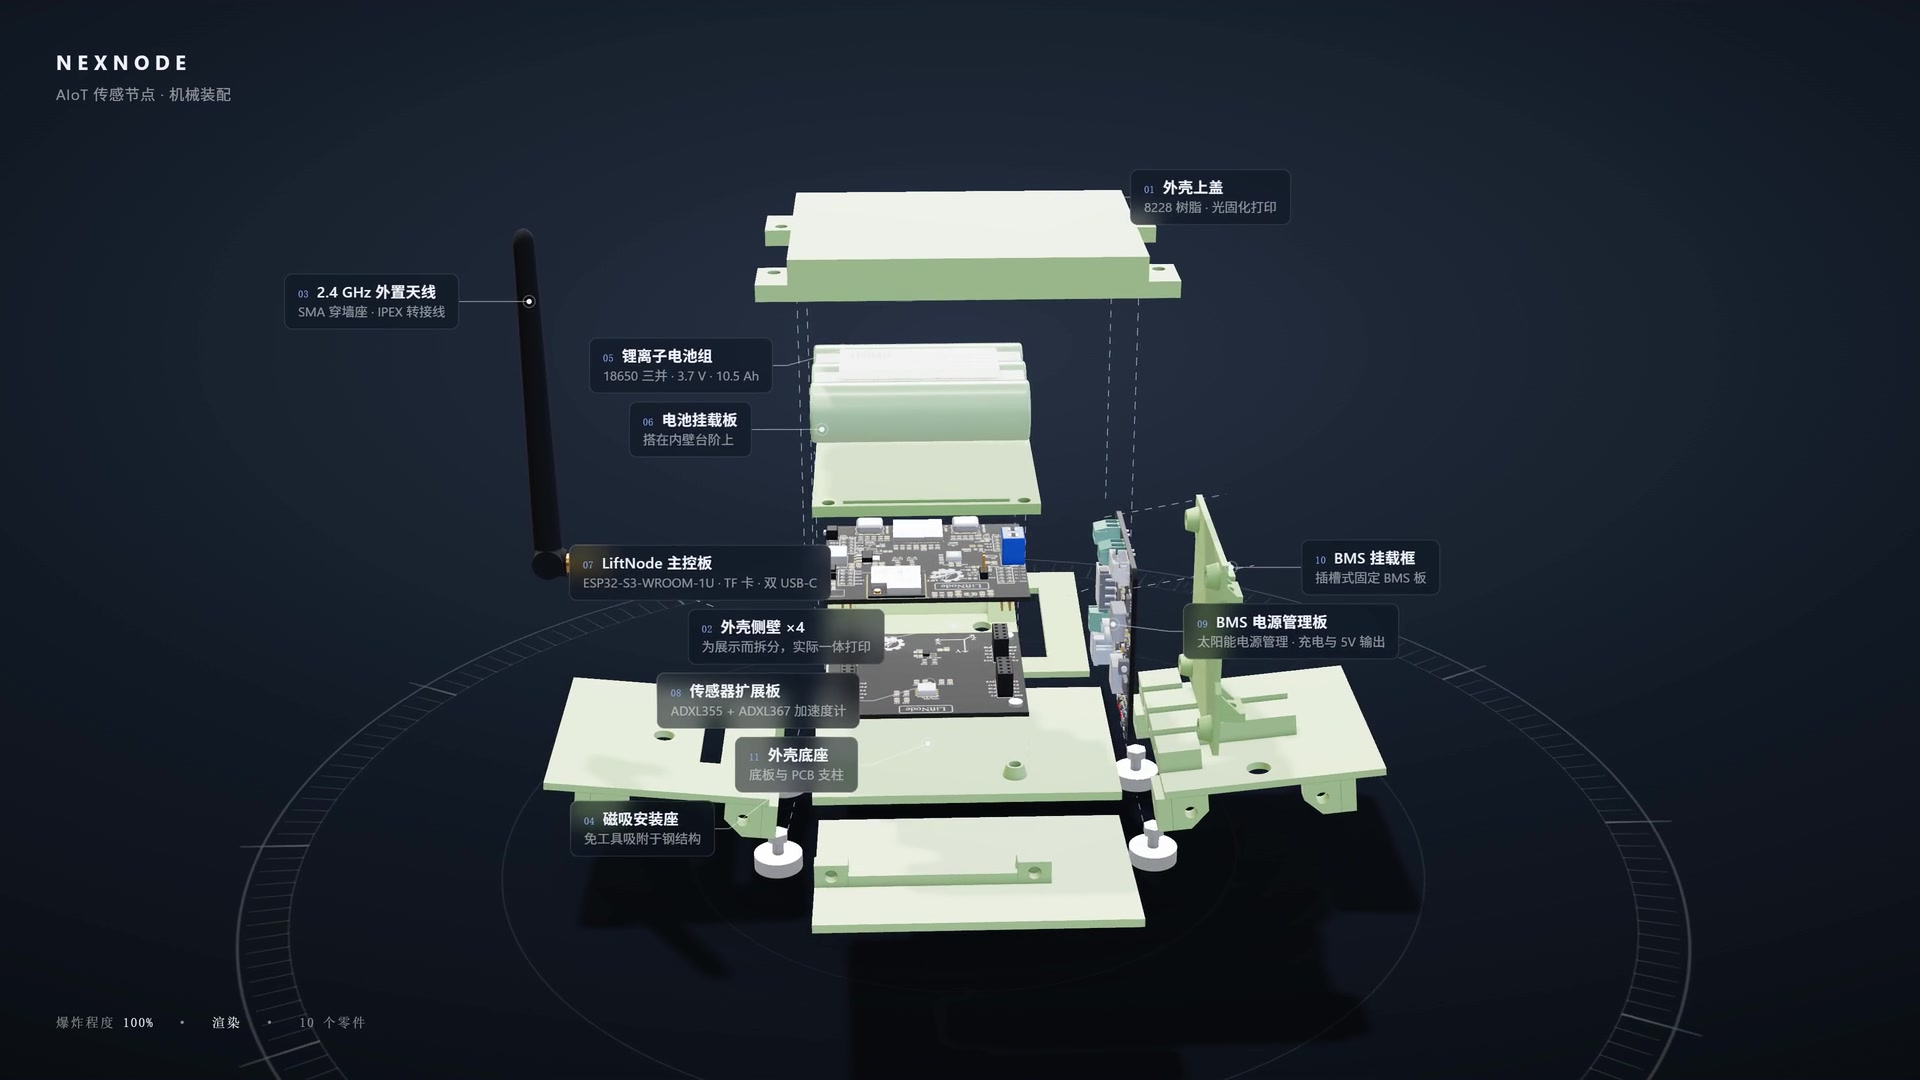 NEXNODE
AIoT 传感节点 · 机械装配
01 外壳上盖
8228 树脂 · 光固化打印
03 2.4 GHz 外置天线
SMA 穿墙座 · IPEX 转接线
05 锂离子电池组
18650 三并 · 3.7 V · 10.5 Ah
06 电池挂载板
搭在内壁台阶上
07 LiftNode 主控板
ESP32-S3-WROOM-1U · TF 卡 · 双 USB-C
10 BMS 挂载框
插槽式固定 BMS 板
02 外壳侧壁 ×4
为展示而拆分，实际一体打印
09 BMS 电源管理板
太阳能电源管理 · 充电与 5V 输出
08 传感器扩展板
ADXL355 + ADXL367 加速度计
LiftNode
11 外壳底座
底板与 PCB 支柱
04 磁吸安装座
免工具吸附于钢结构
爆炸程度 100% • 渲染 • 10 个零件